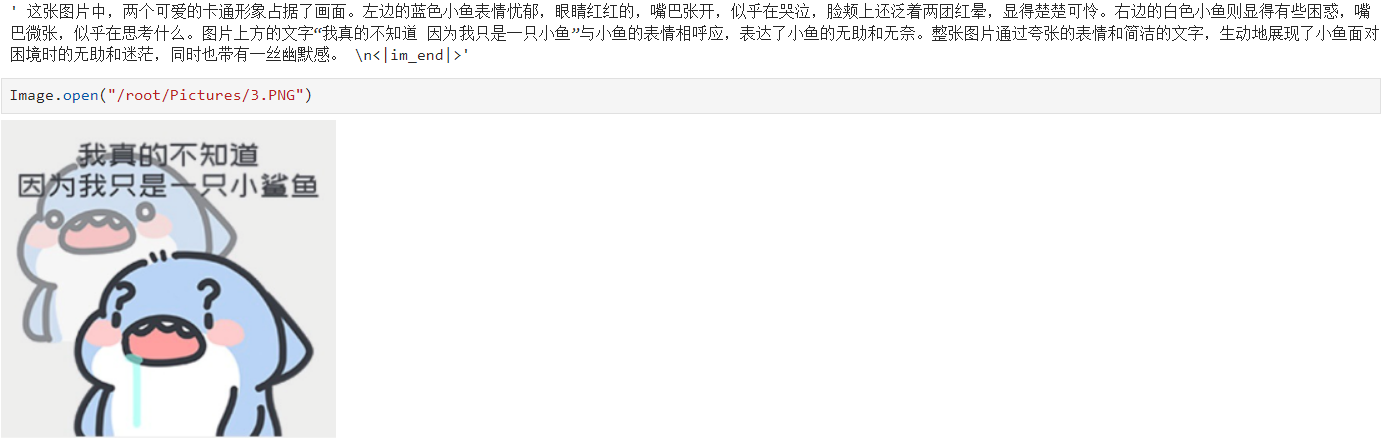 ' 这张图片中，两个可爱的卡通形象占据了画面。左边的蓝色小鱼表情忧郁，眼睛红红的，嘴巴张开，似乎在哭泣，脸颊上还泛着两团红晕，显得楚楚可怜。右边的白色小鱼则显得有些困惑，嘴
巴微张，似乎在思考什么。图片上方的文字“我真的不知道 因为我只是一只小鱼”与小鱼的表情相呼应，表达了小鱼的无助和无奈。整张图片通过夸张的表情和简洁的文字，生动地展现了小鱼面对
困境时的无助和迷茫，同时也带有一丝幽默感。 \n<|im_end|>'
Image.open("/root/Pictures/3.PNG")
我真的不知道
因为我只是一只小鲨鱼
? ?